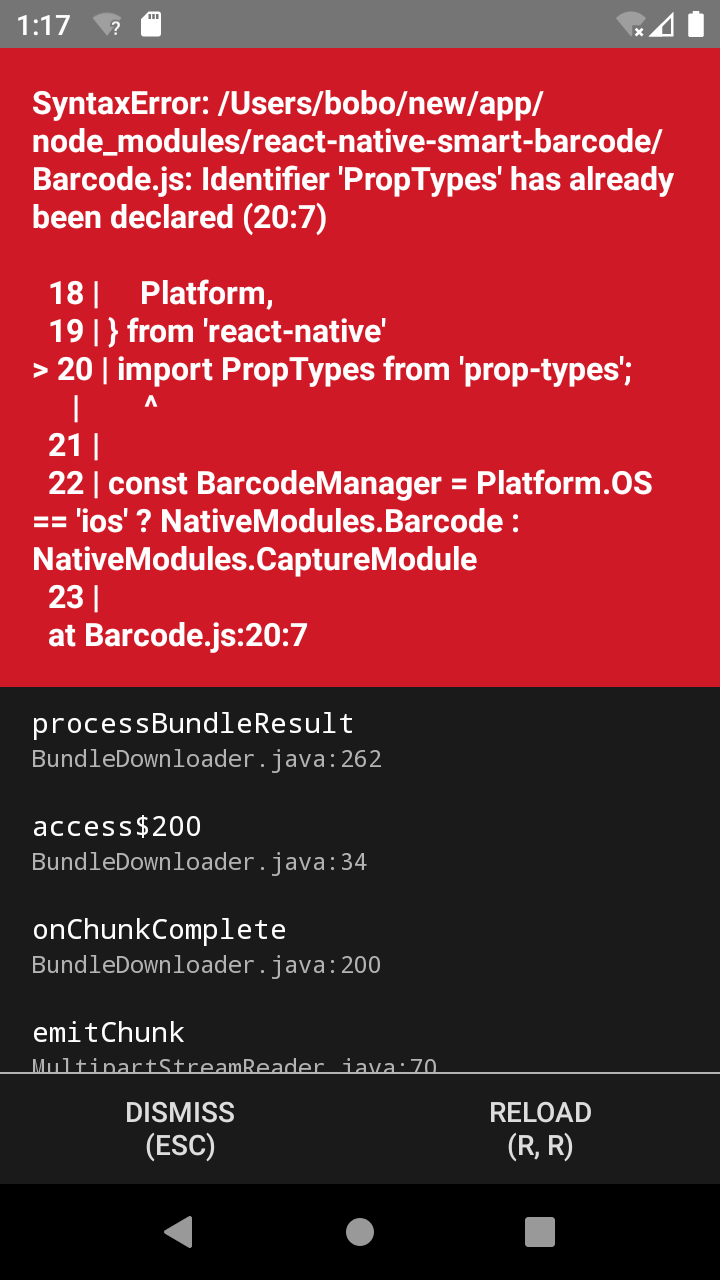 1:17
?
SyntaxError: /Users/bobo/new/app/
node_modules/react-native-smart-barcode/
Barcode.js: Identifier 'PropTypes' has already
been declared (20:7)
18 |     Platform,
19 | } from 'react-native'
> 20 | import PropTypes from 'prop-types';
|        ^
21 |
22 | const BarcodeManager = Platform.OS
== 'ios' ? NativeModules.Barcode :
NativeModules.CaptureModule
23 |
at Barcode.js:20:7
processBundleResult
BundleDownloader.java:262
access$200
BundleDownloader.java:34
onChunkComplete
BundleDownloader.java:200
emitChunk
MultipartStreamReader.java:70
DISMISS
(ESC)
RELOAD
(R, R)